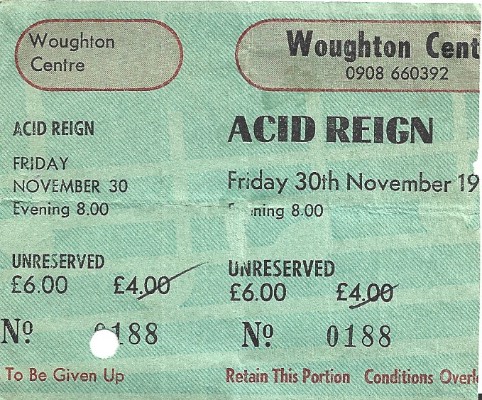 Woughton
Centre
ACID REIGN
FRIDAY
NOVEMBER 30
Evening 8.00
UNRESERVED
£6.00 £4.00
Nº 0188
To Be Given Up
Woughton Cent
0908 660392
ACID REIGN
Friday 30th November 19
ning 8.00
UNRESERVED
£6.00 £4.00
Nº 0188
Retain This Portion Conditions Overl